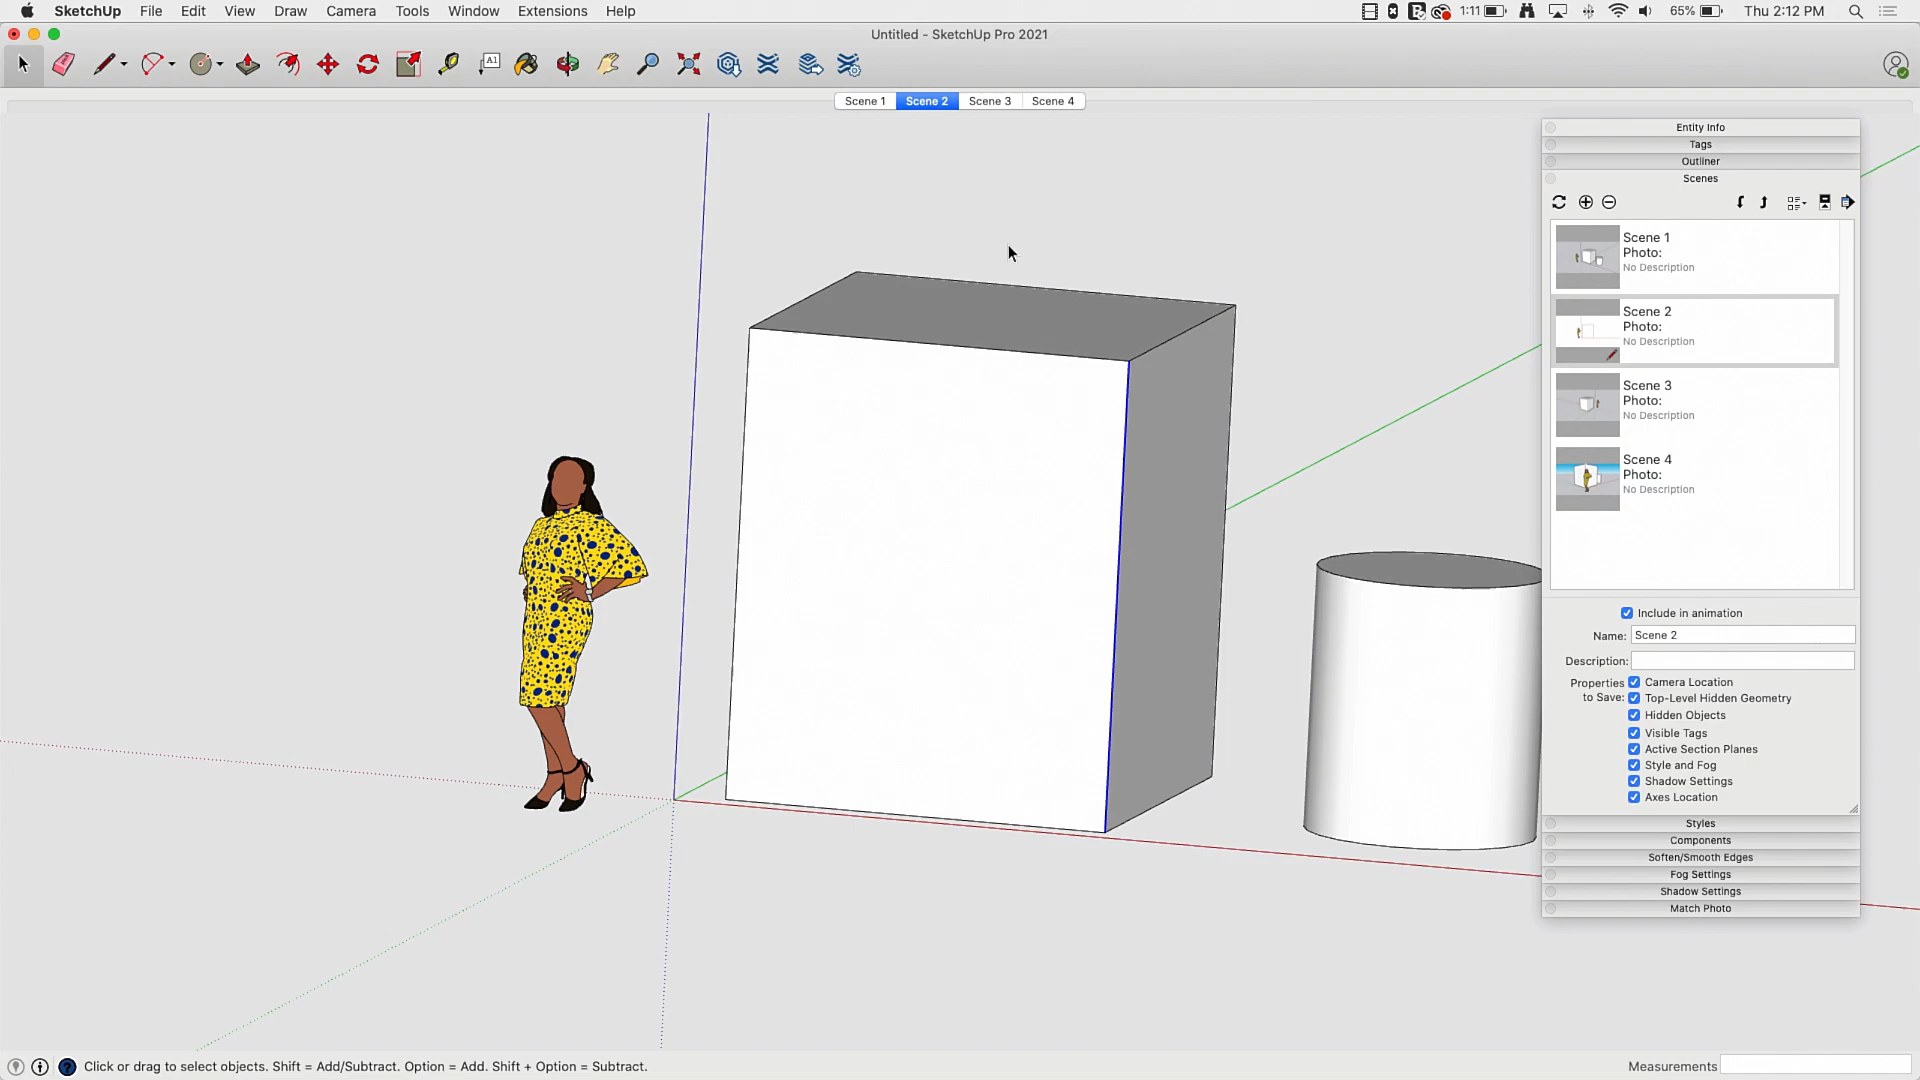 SketchUp File Edit View Draw Camera Tools Window Extensions Help 1:11 65% Thu 2:12 PM
Untitled - SketchUp Pro 2021
A1
Scene 1 Scene 2 Scene 3 Scene 4
Entity Info
Tags
Outliner
Scenes
Scene 1
Photo:
No Description
Scene 2
Photo:
No Description
Scene 3
Photo:
No Description
Scene 4
Photo:
No Description
Include in animation
Name: Scene 2
Description:
Properties to Save:
Camera Location
Top-Level Hidden Geometry
Hidden Objects
Visible Tags
Active Section Planes
Style and Fog
Shadow Settings
Axes Location
Styles
Components
Soften/Smooth Edges
Fog Settings
Shadow Settings
Match Photo
Click or drag to select objects. Shift = Add/Subtract. Option = Add. Shift + Option = Subtract. Measurements